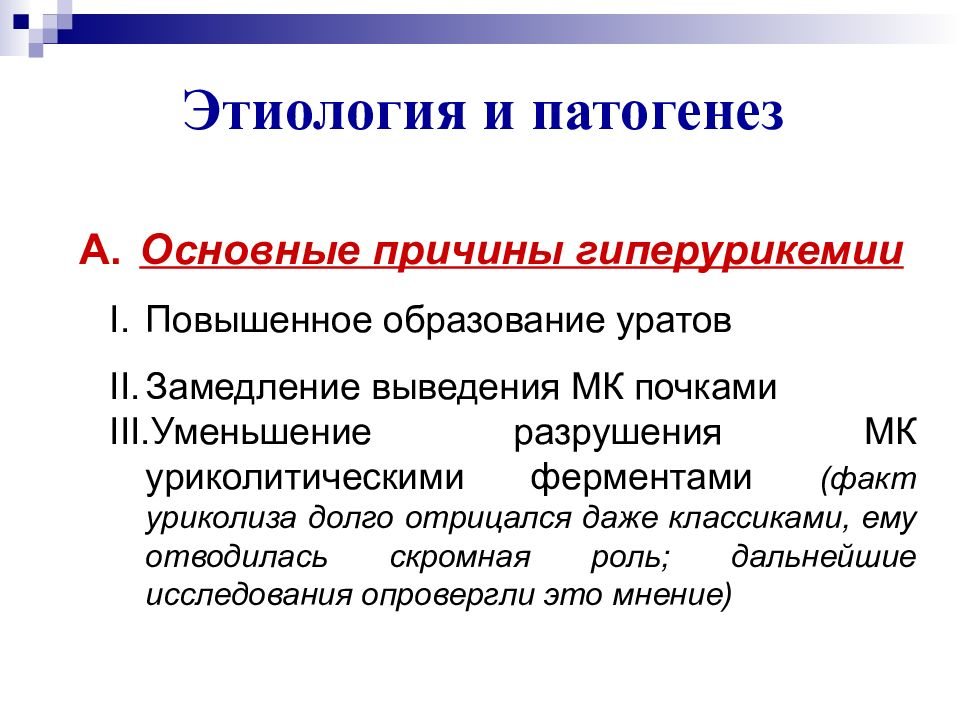 Этиология и патогенез
А. Основные причины гиперурикемии
I. Повышенное образование уратов
II. Замедление выведения МК почками
III.Уменьшение разрушения МК
уриколитическими ферментами (факт
уриколиза долго отрицался даже классиками, ему
отводилась скромная роль; дальнейшие
исследования опровергли это мнение)